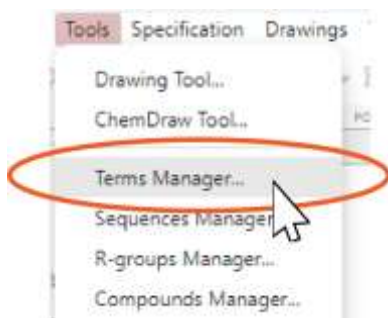 Tools Specification Drawings
Drawing Tool...
ChemDraw Tool...
Terms Manager...
Sequences Manager
R-groups Manager...
Compounds Manager...